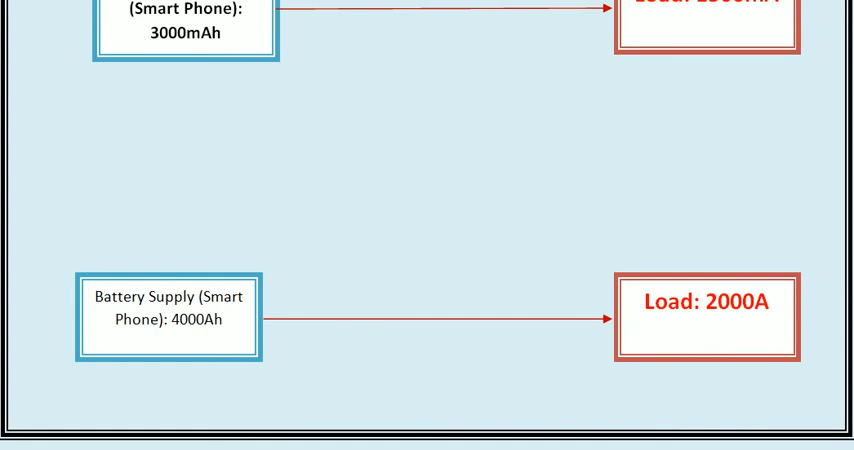 (Smart Phone):
3000mAh
Battery Supply (Smart
Phone): 4000Ah
Load: 2000A